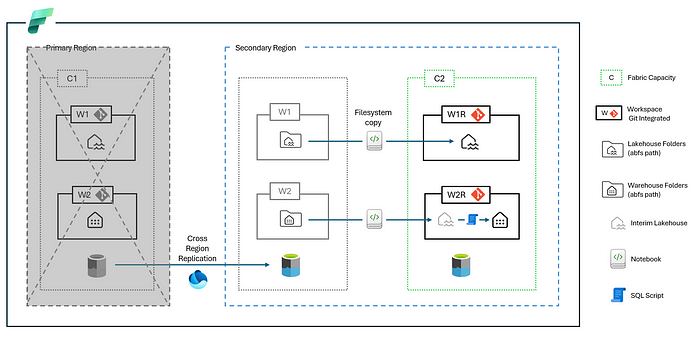 Primary Region
Secondary Region
C1
C2
W1
W1
Filesystem
copy
W1R
W2
W2
W2R
Cross
Region
Replication
C
Fabric Capacity
W
Workspace
Git Integrated
Lakehouse Folders
(abfs path)
Warehouse Folders
(abfs path)
Interim Lakehouse
Notebook
SQL Script